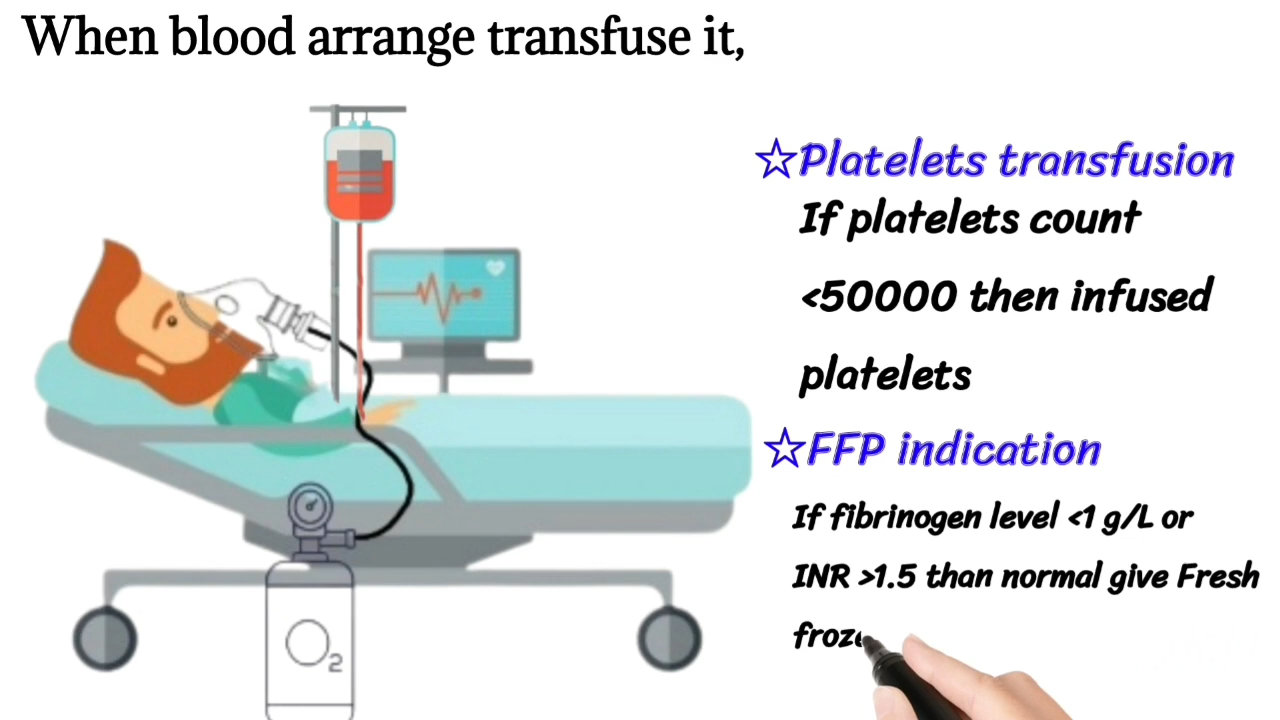 When blood arrange transfuse it,
☆Platelets transfusion
If platelets count
<50000 then infused
platelets
☆FFP indication
If fibrinogen level <1 g/L or
INR >1.5 than normal give Fresh
froze
O2